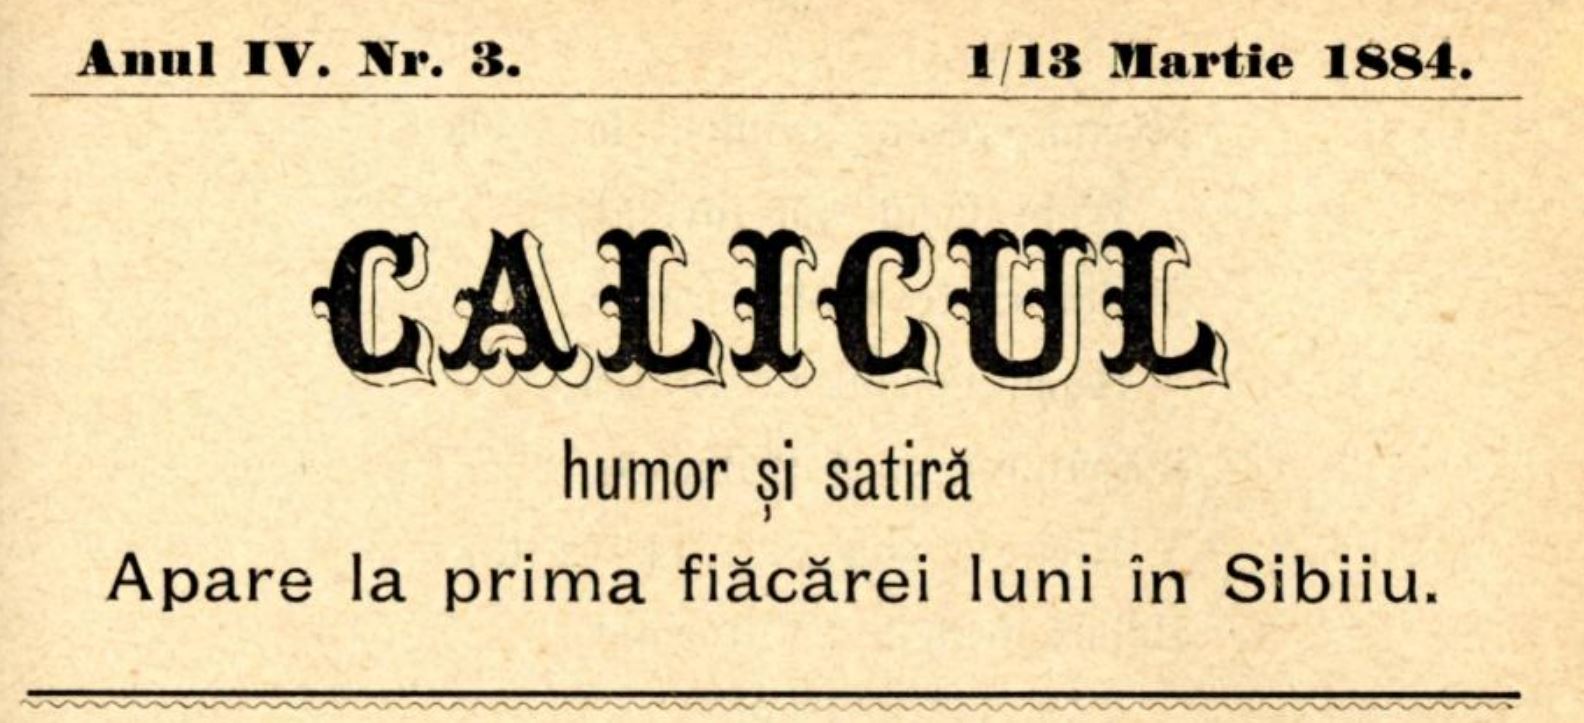 Anul IV. Nr. 3. 1/13 Martie 1884.
CALICUL
humor și satiră
Apare la prima fiăcărei luni în Sibiiu.